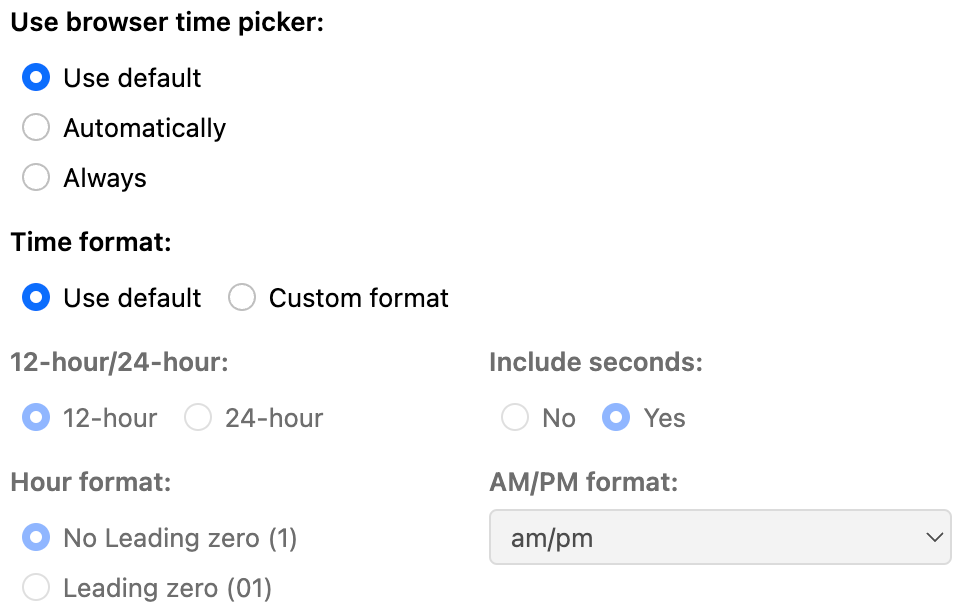 Use browser time picker:
Use default
Automatically
Always
Time format:
Use default Custom format
12-hour/24-hour: Include seconds:
12-hour 24-hour No Yes
Hour format: AM/PM format:
No Leading zero (1) am/pm
Leading zero (01)